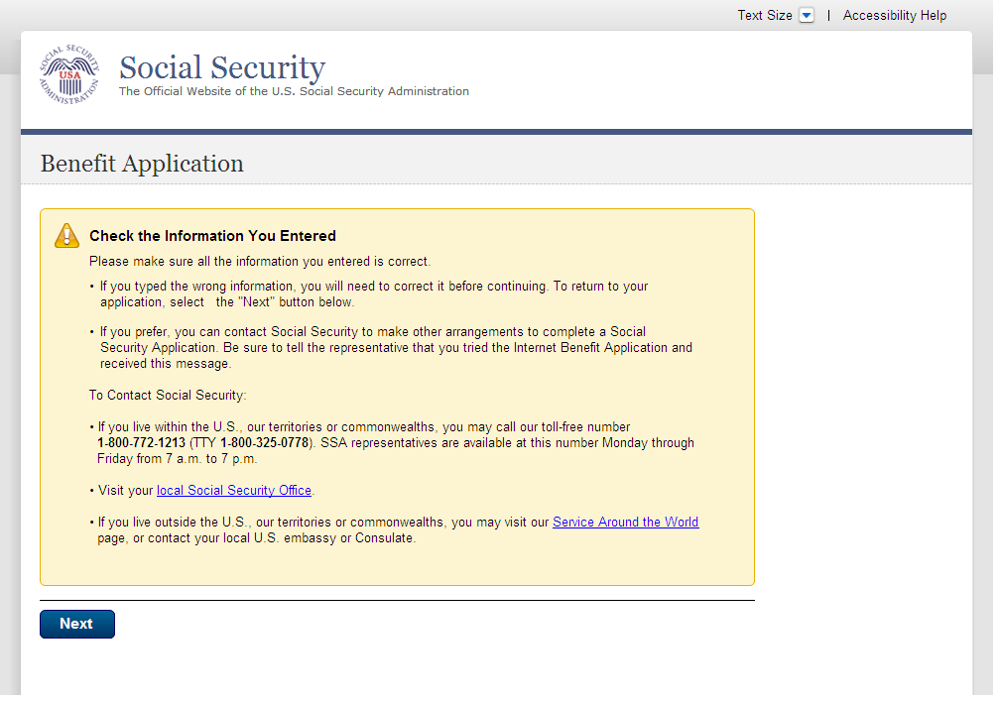 Text Size | Accessibility Help
SOCIAL SECURITY ADMINISTRATION
USA
Social Security
The Official Website of the U.S. Social Security Administration
Benefit Application
Check the Information You Entered
Please make sure all the information you entered is correct.
• If you typed the wrong information, you will need to correct it before continuing. To return to your
application, select the "Next" button below.
• If you prefer, you can contact Social Security to make other arrangements to complete a Social
Security Application. Be sure to tell the representative that you tried the Internet Benefit Application and
received this message.
To Contact Social Security:
• If you live within the U.S., our territories or commonwealths, you may call our toll-free number
1-800-772-1213 (TTY 1-800-325-0778). SSA representatives are available at this number Monday through
Friday from 7 a.m. to 7 p.m.
• Visit your local Social Security Office.
• If you live outside the U.S., our territories or commonwealths, you may visit our Service Around the World
page, or contact your local U.S. embassy or Consulate.
Next